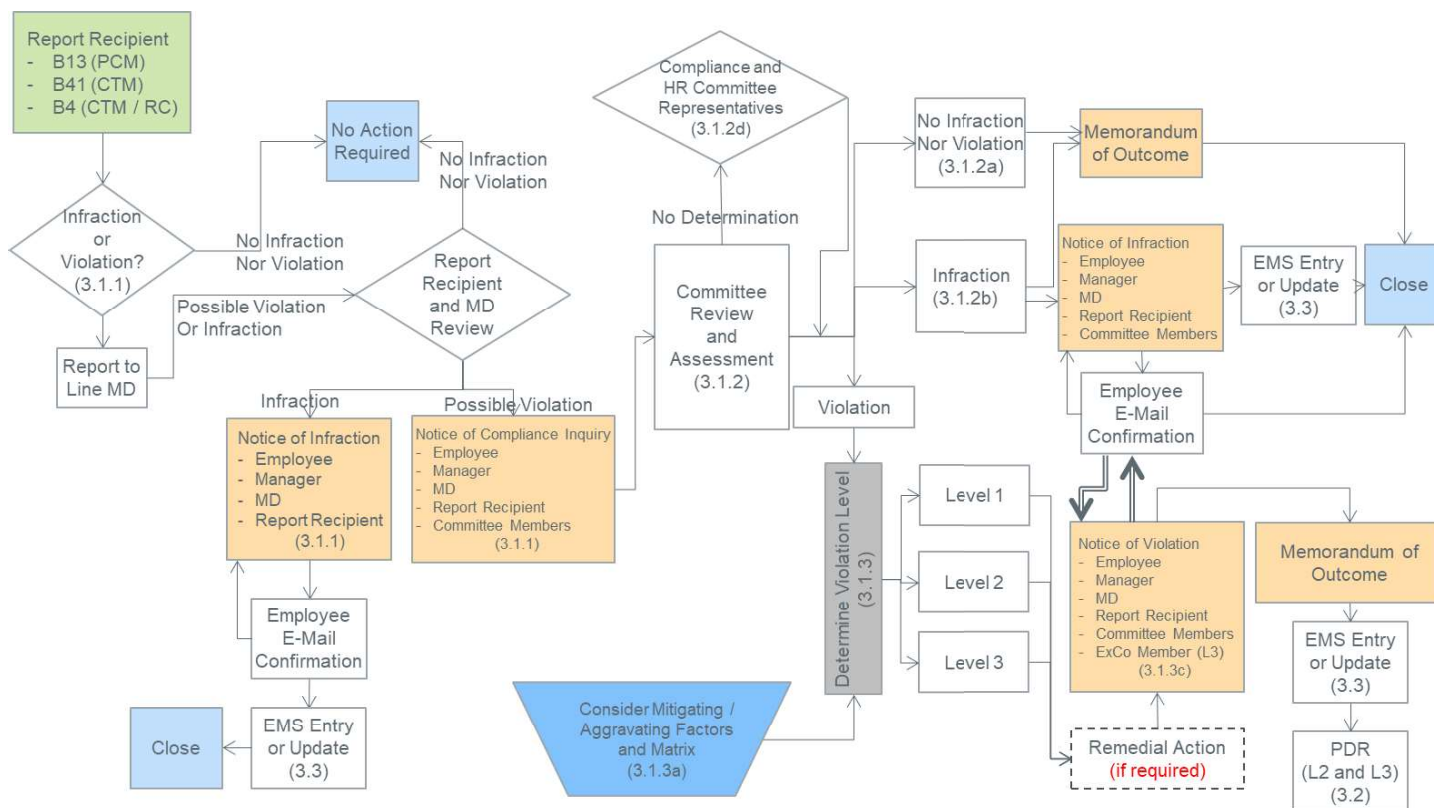 Report Recipient
- B13 (PCM)
- B41 (CTM)
- B4 (CTM / RC)
No Action
Required
No Infraction
Nor Violation
Infraction
or
Violation?
(3.1.1)
No Infraction
Nor Violation
Report
Recipient
and MD
Review
Possible Violation
Or Infraction
Report to
Line MD
Infraction
Possible Violation
Notice of Infraction
- Employee
- Manager
- MD
- Report Recipient
(3.1.1)
Notice of Compliance Inquiry
- Employee
- Manager
- MD
- Report Recipient
- Committee Members
(3.1.1)
Employee
E-Mail
Confirmation
EMS Entry
or Update
(3.3)
Close
Compliance and
HR Committee
Representatives
(3.1.2d)
No Determination
Committee
Review
and
Assessment
(3.1.2)
No Infraction
Nor Violation
(3.1.2a)
Memorandum
of Outcome
Infraction
(3.1.2b)
Notice of Infraction
- Employee
- Manager
- MD
- Report Recipient
- Committee Members
EMS Entry
or Update
(3.3)
Close
Employee
E-Mail
Confirmation
Violation
Determine Violation Level
(3.1.3)
Consider Mitigating /
Aggravating Factors
and Matrix
(3.1.3a)
Level 1
Level 2
Level 3
Notice of Violation
- Employee
- Manager
- MD
- Report Recipient
- Committee Members
- ExCo Member (L3)
(3.1.3c)
Remedial Action
(if required)
Memorandum of
Outcome
EMS Entry
or Update
(3.3)
PDR
(L2 and L3)
(3.2)